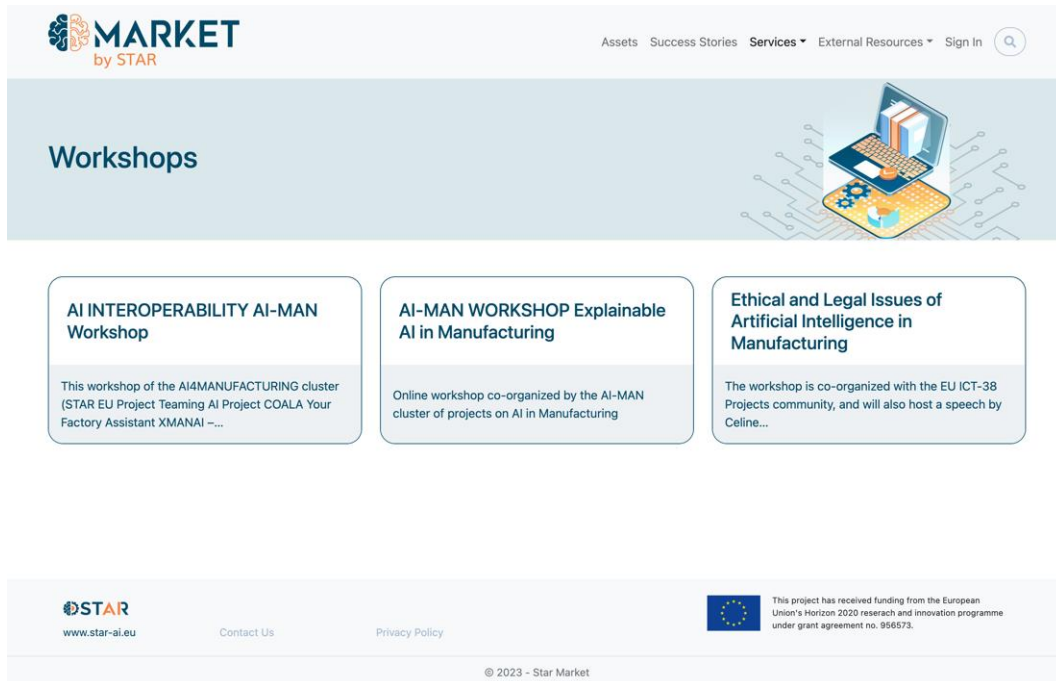 MARKET
by STAR
Assets Success Stories Services External Resources Sign In
Workshops
AI INTEROPERABILITY AI-MAN
Workshop
This workshop of the AI4MANUFACTURING cluster
(STAR EU Project Teaming AI Project COALA Your
Factory Assistant XMANAI –...
AI-MAN WORKSHOP Explainable
AI in Manufacturing
Online workshop co-organized by the AI-MAN
cluster of projects on AI in Manufacturing
Ethical and Legal Issues of
Artificial Intelligence in
Manufacturing
The workshop is co-organized with the EU ICT-38
Projects community, and will also host a speech by
Celine...
STAR
www.star-ai.eu
Contact Us
Privacy Policy
This project has received funding from the European
Union's Horizon 2020 reserach and innovation programme
under grant agreement no. 956573.
© 2023 - Star Market